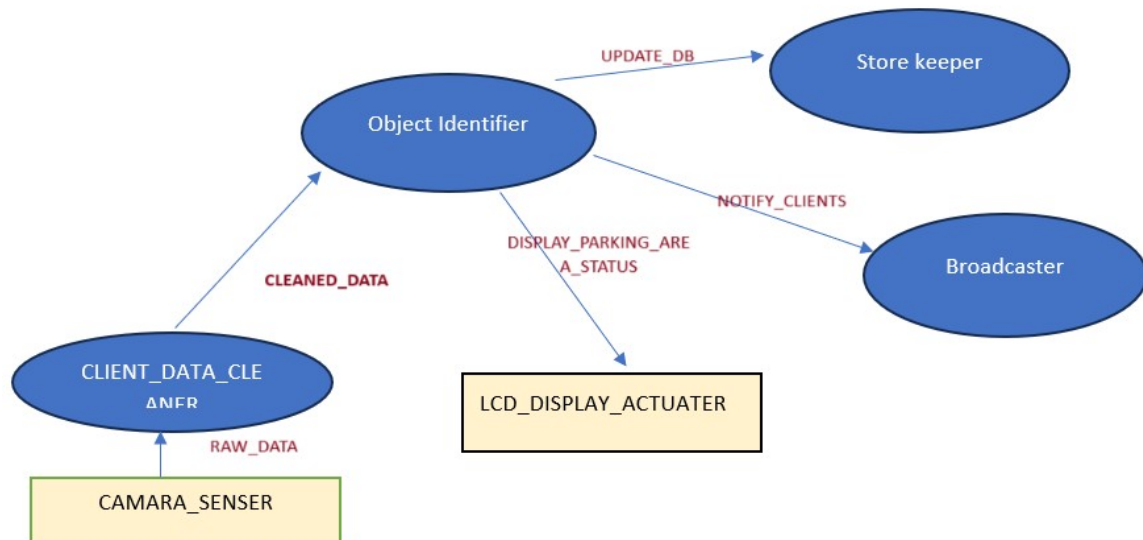 UPDATE_DB
Store keeper
Object Identifier
NOTIFY_CLIENTS
DISPLAY_PARKING_ARE
A_STATUS
Broadcaster
CLEANED_DATA
CLIENT_DATA_CLE
ANER
LCD_DISPLAY_ACTUATER
RAW_DATA
CAMARA_SENSER